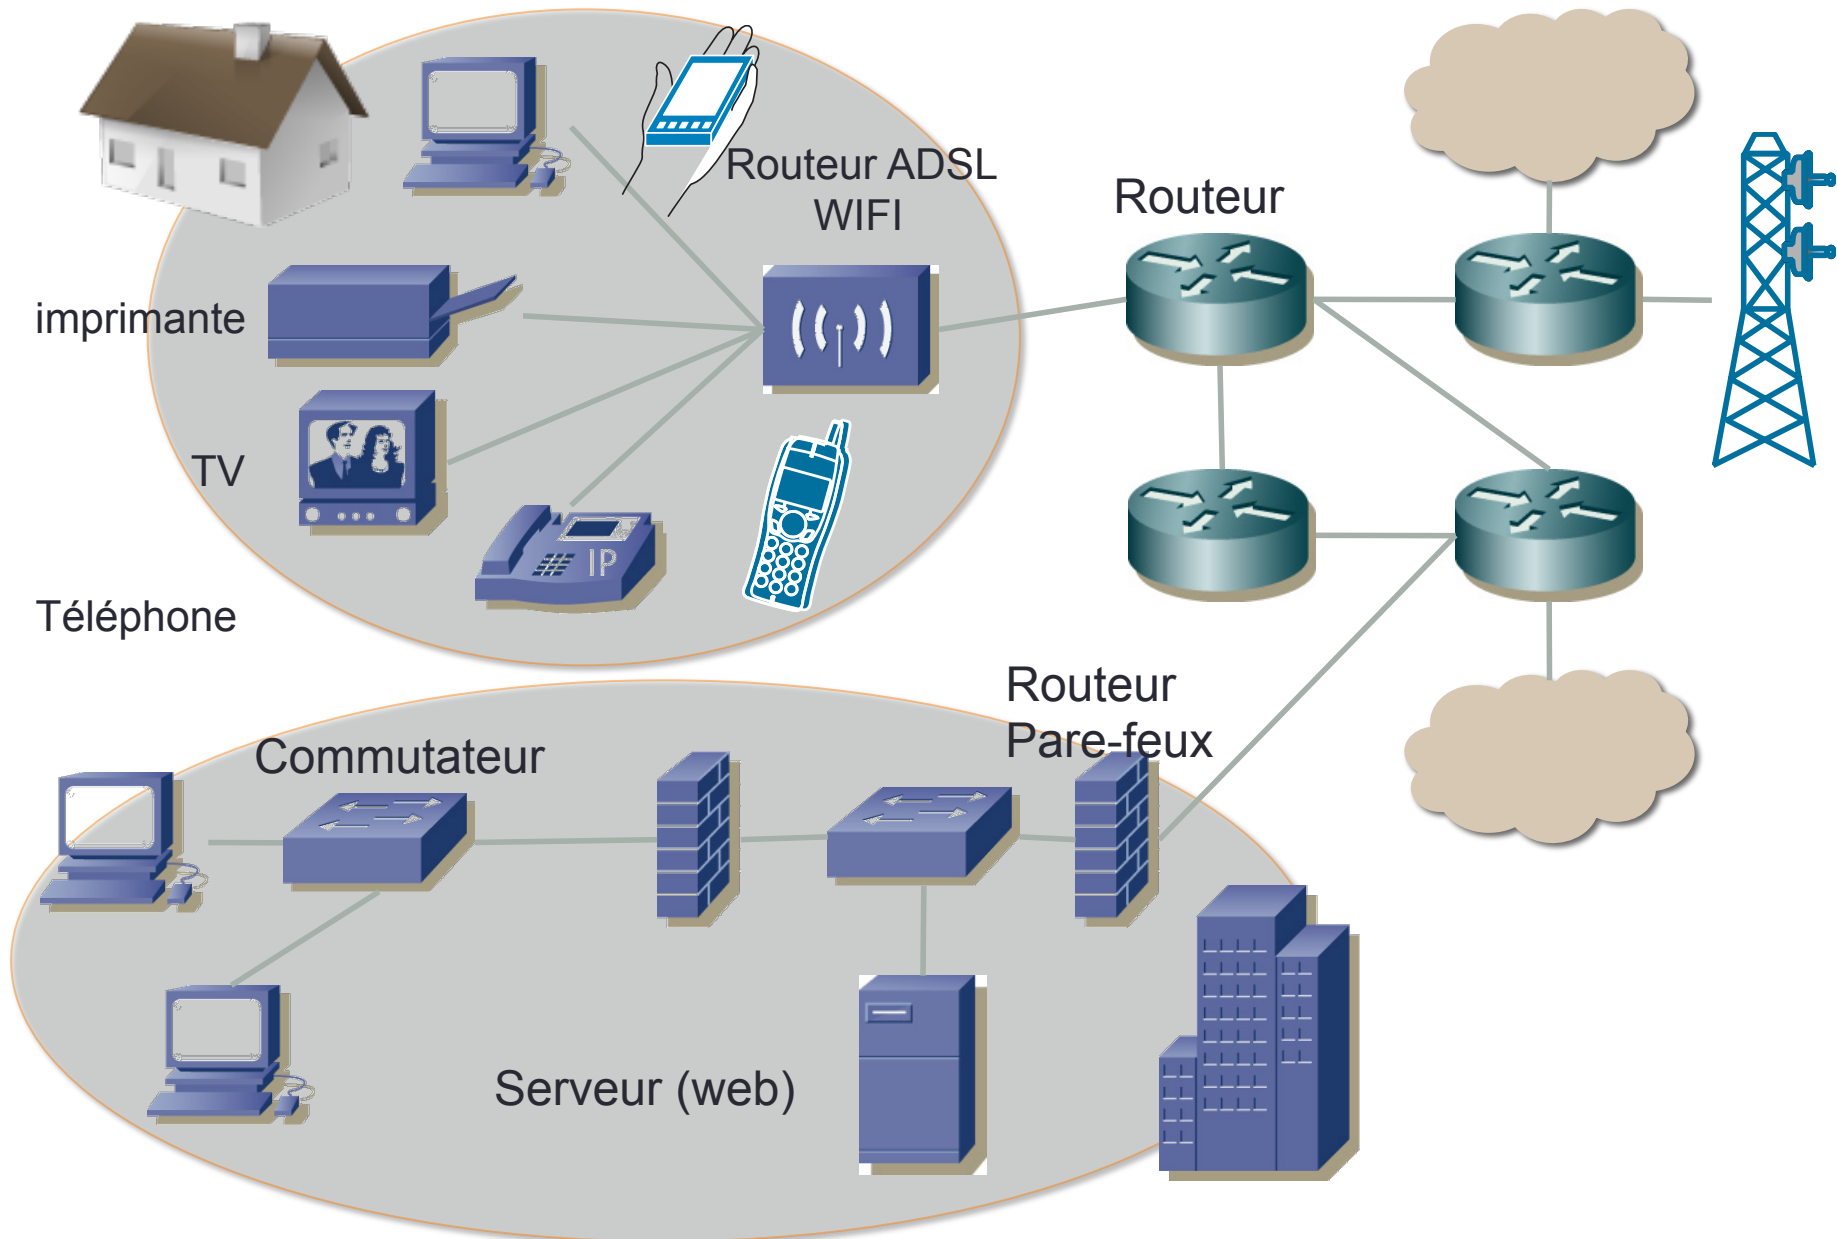 Routeur ADSL
WIFI
Routeur
imprimante
TV
IP
Téléphone
Routeur
Pare-feux
Commutateur
Serveur (web)